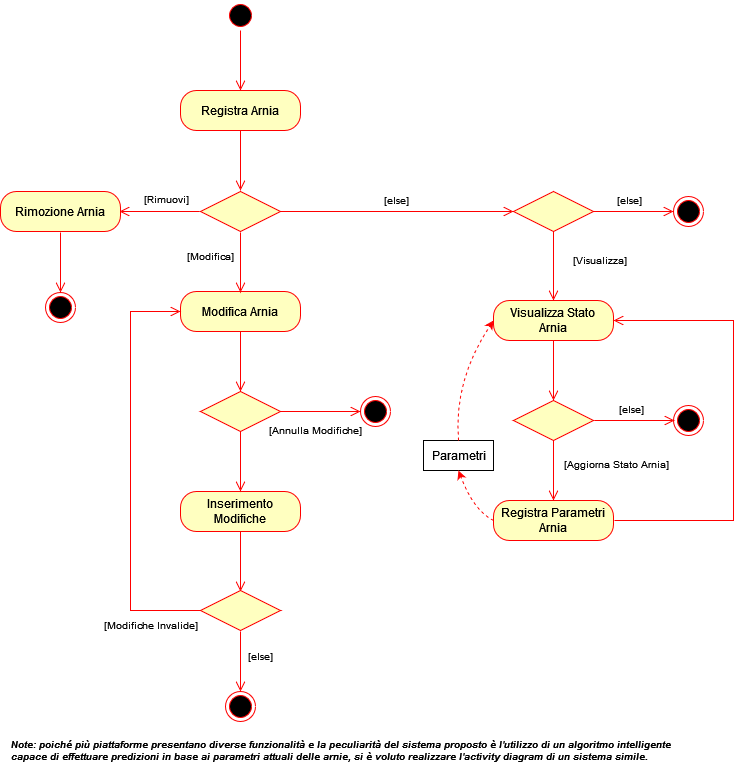 Registra Arnia
[Rimuovi]
[else]
[else]
Rimozione Arnia
[Modifica]
[Visualizza]
Modifica Arnia
Visualizza Stato
Arnia
[else]
[Annulla Modifiche]
Parametri
[Aggiorna Stato Arnia]
Inserimento
Modifiche
Registra Parametri
Arnia
[Modifiche Invalide]
[else]
Note: poiché più piattaforme presentano diverse funzionalità e la peculiarità del sistema proposto è l'utilizzo di un algoritmo intelligente
capace di effettuare predizioni in base ai parametri attuali delle arnie, si è voluto realizzare l'activity diagram di un sistema simile.